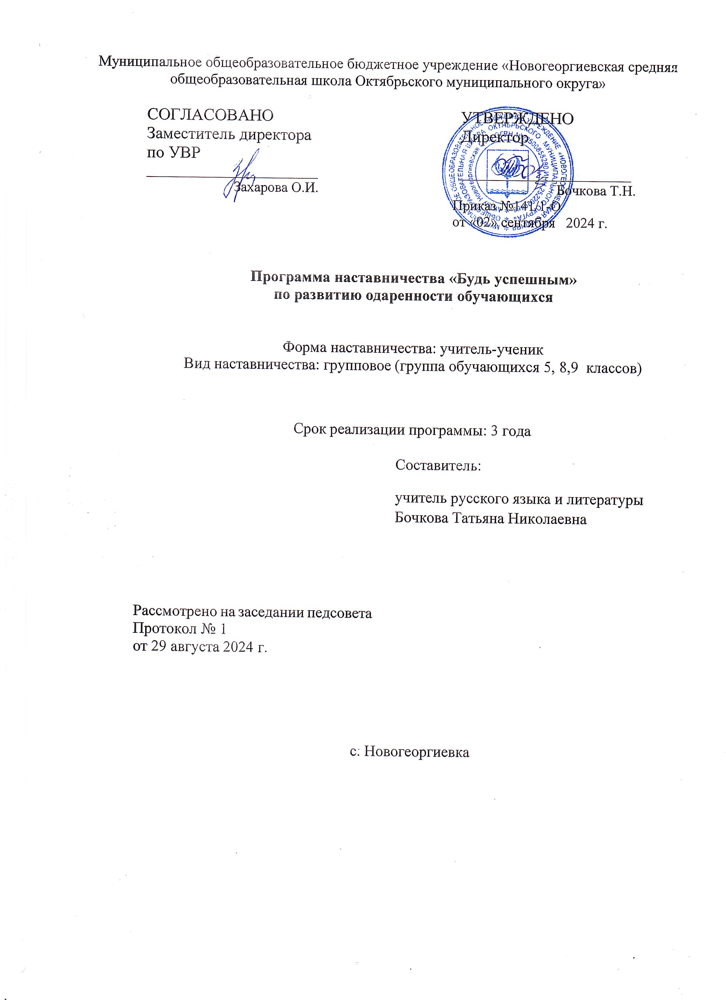 Муниципальное общеобразовательное бюджетное учреждение «Новогеоргиевская средняя
общеобразовательная школа Октябрьского муниципального округа»
СОГЛАСОВАНО
Заместитель директора
по УВР
Захарова О.И.
УТВЕРЖДЕНО
Директор
Бочкова Т.Н.
Приказ №141/1-О
от «02» сентября 2024 г.
Программа наставничества «Будь успешным»
по развитию одаренности обучающихся
Форма наставничества: учитель-ученик
Вид наставничества: групповое (группа обучающихся 5, 8,9 классов)
Срок реализации программы: 3 года
Составитель:
учитель русского языка и литературы
Бочкова Татьяна Николаевна
Рассмотрено на заседании педсовета
Протокол № 1
от 29 августа 2024 г.
с. Новогеоргиевка